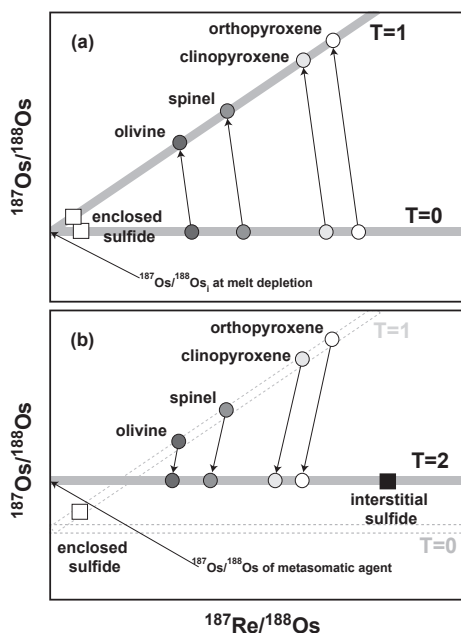 (a)
orthopyroxene
T=1
clinopyroxene
spinel
olivine
enclosed
sulfide
T=0
187Os/188Osi at melt depletion
187Os/188Os
(b)
orthopyroxene
T=1
clinopyroxene
spinel
olivine
T=2
interstitial
sulfide
enclosed
sulfide
T=0
187Os/188Os of metasomatic agent
187Os/188Os
187Re/188Os